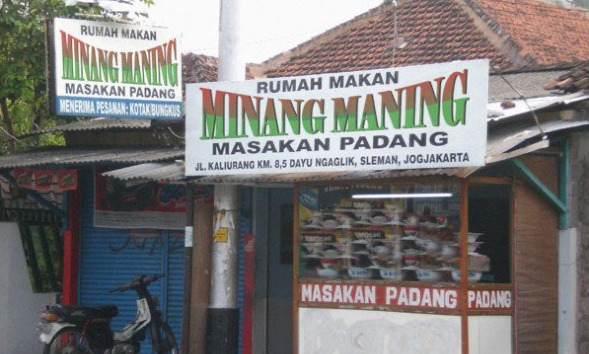 RUMAH MAKAN
MINANG MANING
MASAKAN PADANG
MENERIMA PESANAN: KOTAK/BUNGKUS
RUMAH MAKAN
MINANG MANING
MASAKAN PADANG
JL. KALIURANG KM. 8,5 DAYU NGAGLIK, SLEMAN, JOGJAKARTA
MASAKAN PADANG PADANG